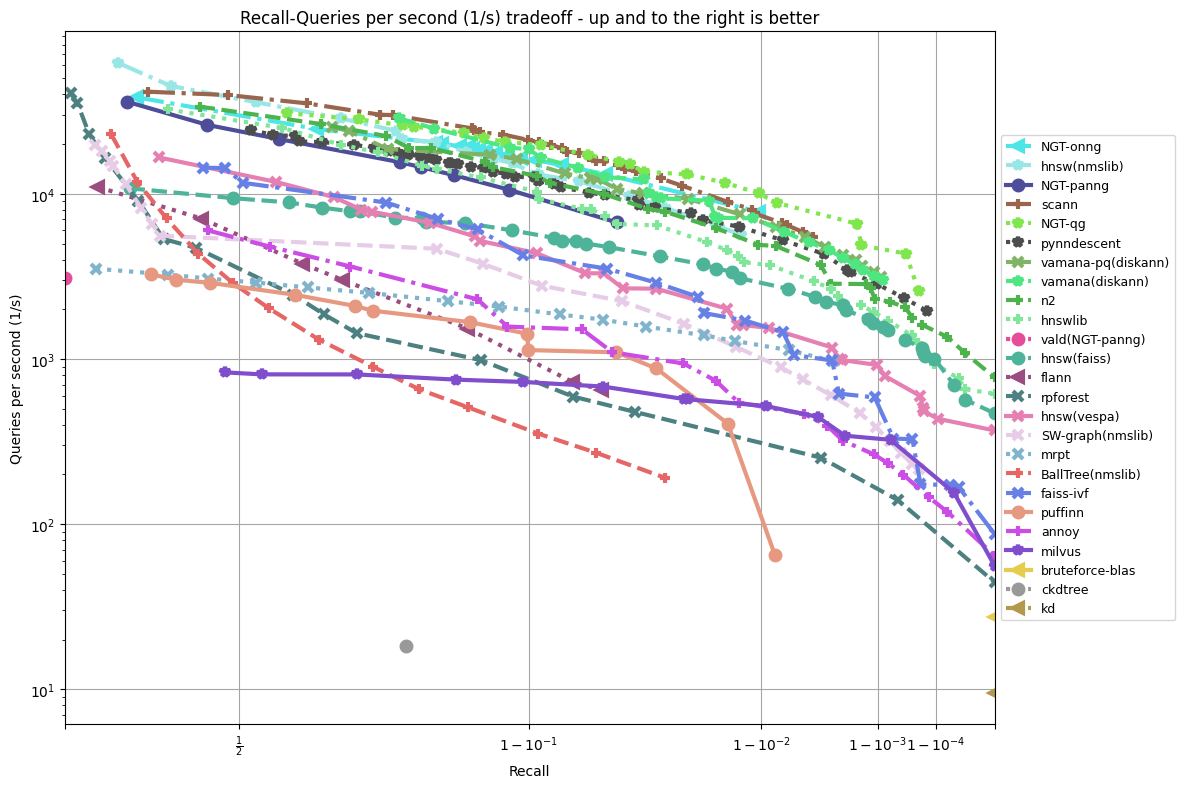 Recall-Queries per second (1/s) tradeoff - up and to the right is better
Queries per second (1/s)
10^4
10^3
10^2
10^1
1/2
1 − 10^−1
1 − 10^−2
1 − 10^−3
1 − 10^−4
Recall
NGT-onng
hnsw(nmslib)
NGT-panng
scann
NGT-qg
pynndescent
vamana-pq(diskann)
vamana(diskann)
n2
hnswlib
vald(NGT-panng)
hnsw(faiss)
flann
rpforest
hnsw(vespa)
SW-graph(nmslib)
mrpt
BallTree(nmslib)
faiss-ivf
puffinn
annoy
milvus
bruteforce-blas
ckdtree
kd